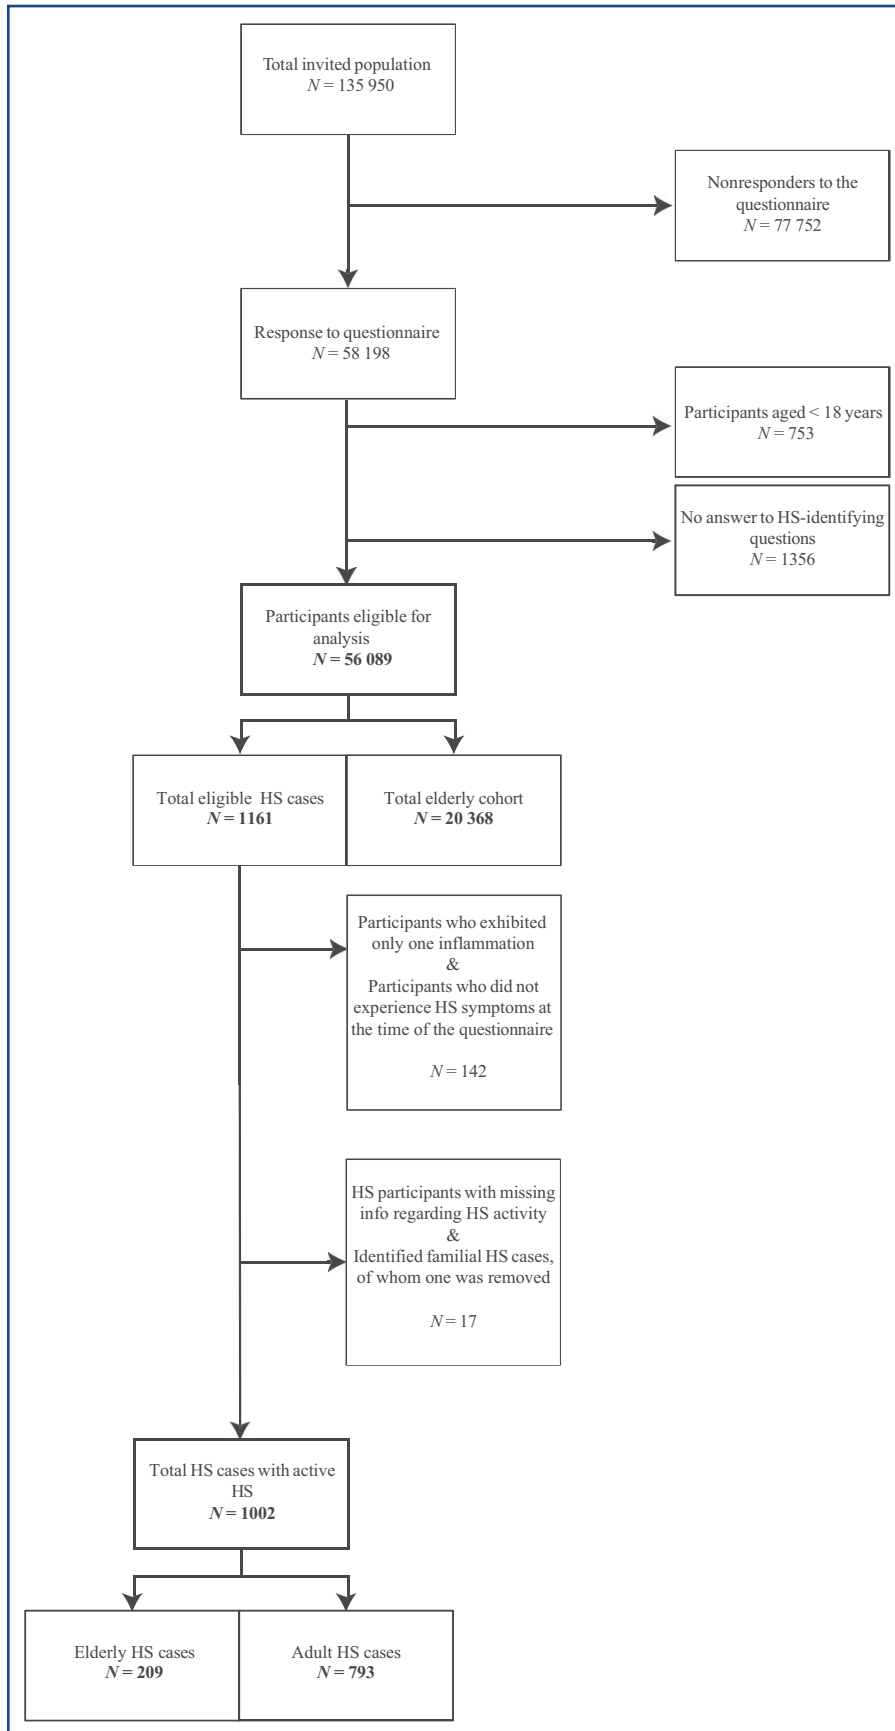 Total invited population
N = 135 950
Nonresponders to the
questionnaire
N = 77 752
Response to questionnaire
N = 58 198
Participants aged < 18 years
N = 753
No answer to HS-identifying
questions
N = 1356
Participants eligible for
analysis
N = 56 089
Total eligible HS cases
N = 1161
Total elderly cohort
N = 20 368
Participants who exhibited
only one inflammation
&
Participants who did not
experience HS symptoms at
the time of the questionnaire
N = 142
HS participants with missing
info regarding HS activity
&
Identified familial HS cases,
of whom one was removed
N = 17
Total HS cases with active
HS
N = 1002
Elderly HS cases
N = 209
Adult HS cases
N = 793